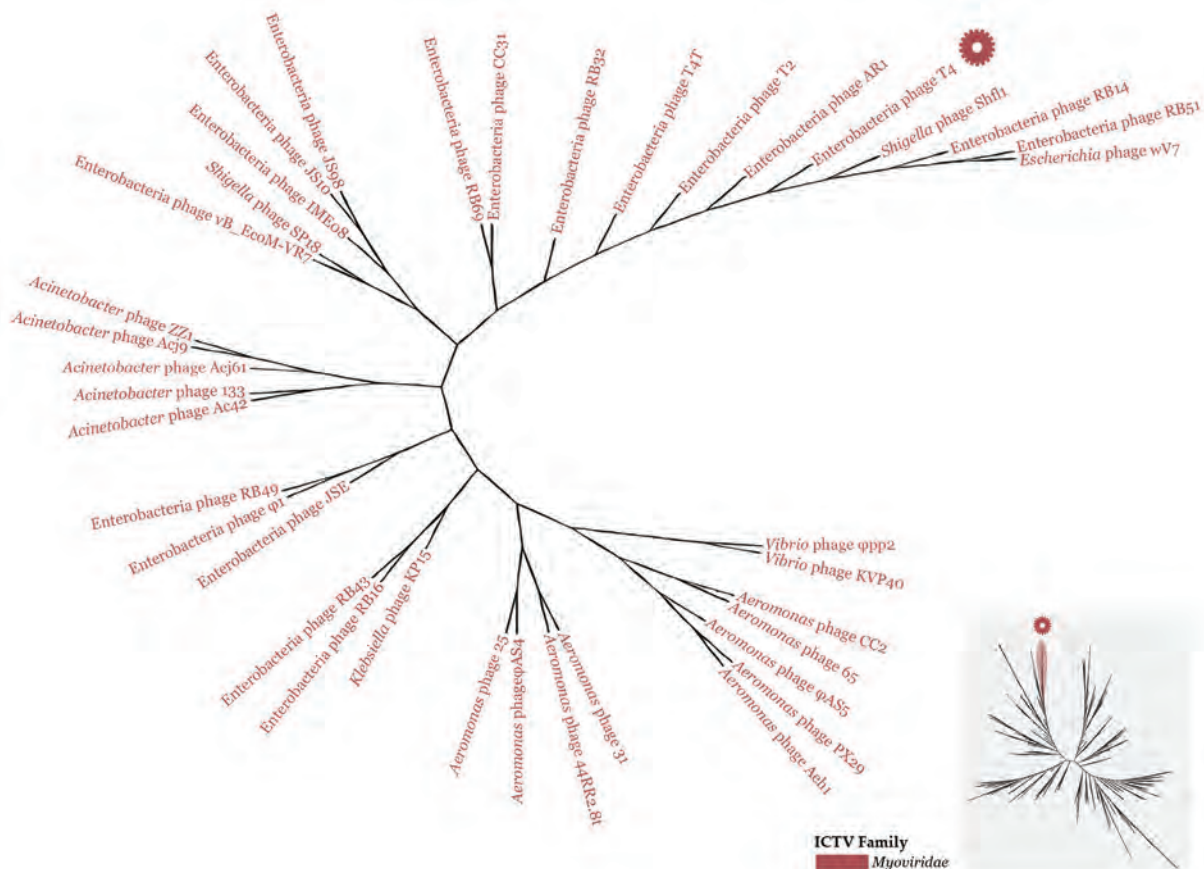 Enterobacteria phage JS98
Enterobacteria phage JS10
Enterobacteria phage IME08
Shigella phage SP18
Enterobacteria phage vB_EcoM-VR7
Enterobacteria phage RB69
Enterobacteria phage CC31
Enterobacteria phage RB32
Enterobacteria phage T4T
Enterobacteria phage T2
Enterobacteria phage AR1
Enterobacteria phage T4
Shigella phage Shfl1
Enterobacteria phage RB14
Enterobacteria phage RB51
Escherichia phage wV7
Acinetobacter phage ZZ1
Acinetobacter phage Acj9
Acinetobacter phage Acj61
Acinetobacter phage 133
Acinetobacter phage Ac42
Enterobacteria phage RB49
Enterobacteria phage φ1
Enterobacteria phage JSE
Enterobacteria phage RB43
Enterobacteria phage RB16
Klebsiella phage KP15
Aeromonas phage 25
Aeromonas phageφAS4
Aeromonas phage 44RR2.8t
Aeromonas phage 31
Vibrio phage φpp2
Vibrio phage KVP40
Aeromonas phage CC2
Aeromonas phage 65
Aeromonas phage φAS5
Aeromonas phage PX29
Aeromonas phage Aeh1
ICTV Family
Myoviridae